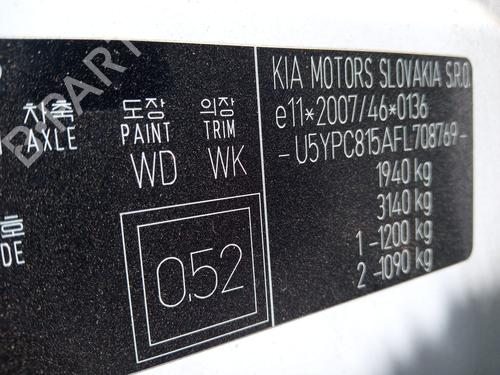 차축 도장 의장
AXLE PAINT TRIM
WD WK
호
DE
0.52
KIA MOTORS SLOVAKIA S.R.O.
e11*2007/46*0136
-U5YPC815AFL708769-
1940 kg
3140 kg
1-1200 kg
2-1090 kg